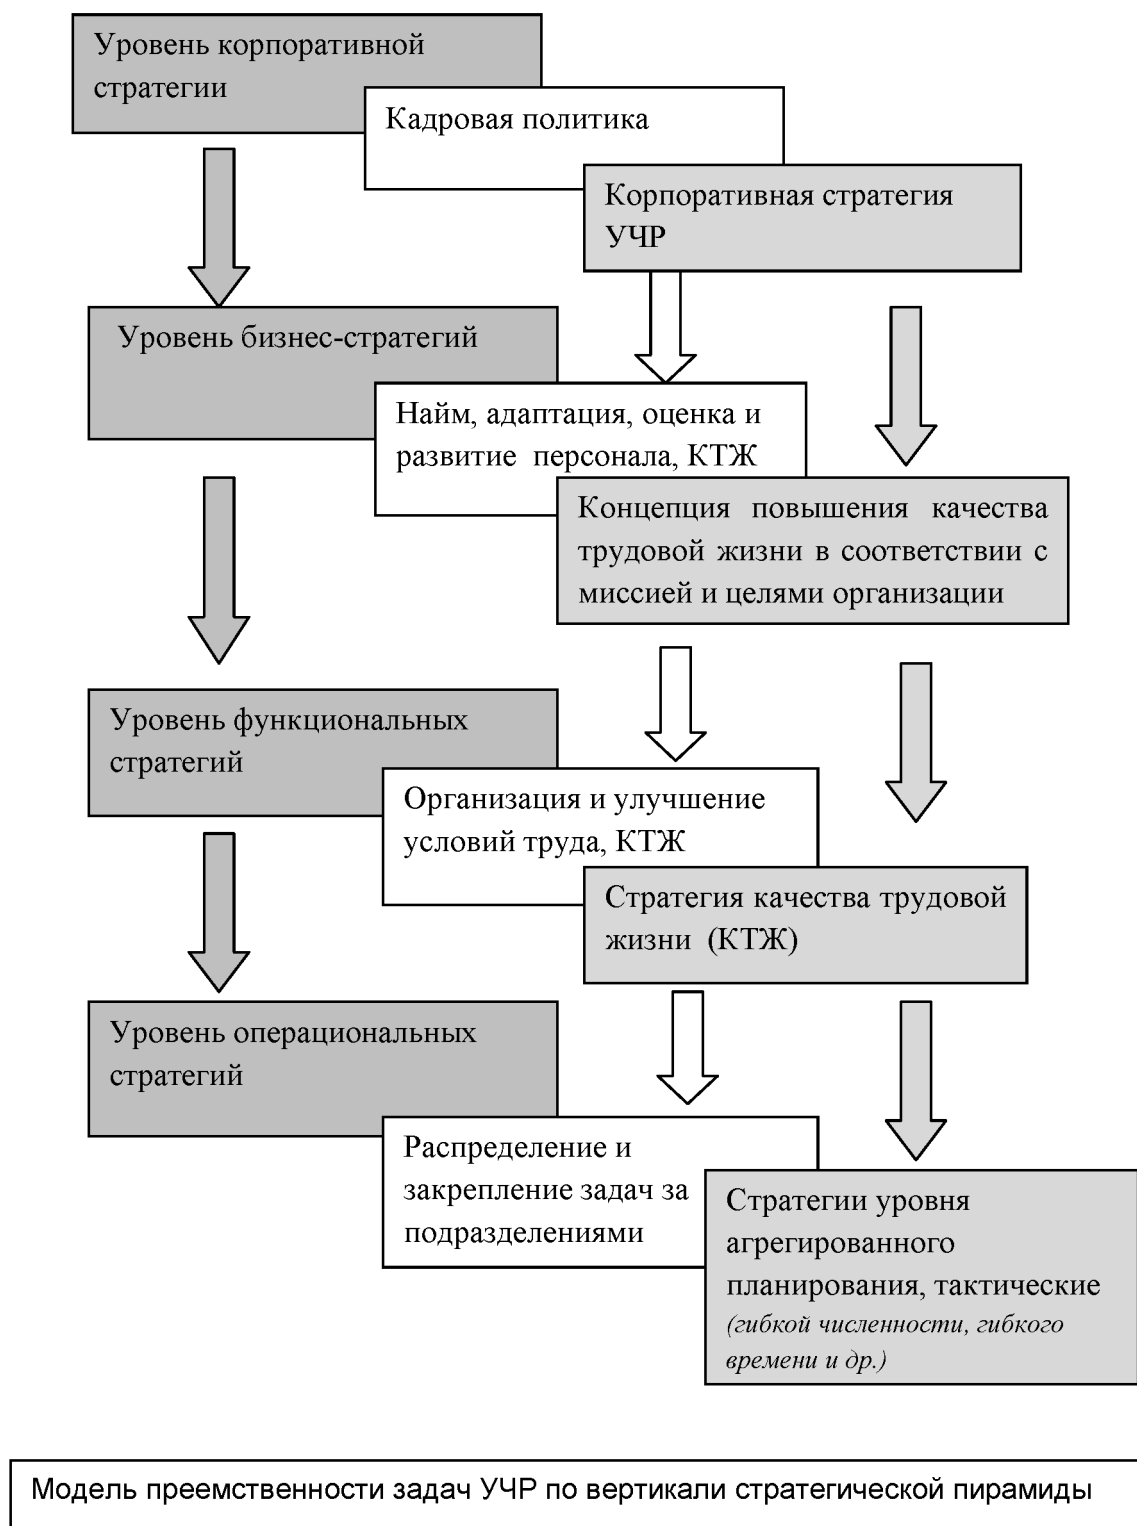 Уровень корпоративной
стратегии
Кадровая политика
Корпоративная стратегия
УЧР
Уровень бизнес-стратегий
Найм, адаптация, оценка и
развитие персонала, КТЖ
Концепция повышения качества
трудовой жизни в соответствии с
миссией и целями организации
Уровень функциональных
стратегий
Организация и улучшение
условий труда, КТЖ
Стратегия качества трудовой
жизни (КТЖ)
Уровень операциональных
стратегий
Распределение и
закрепление задач за
подразделениями
Стратегии уровня
агрегированного
планирования, тактические
(гибкой численности, гибкого
времени и др.)
Модель преемственности задач УЧР по вертикали стратегической пирамиды